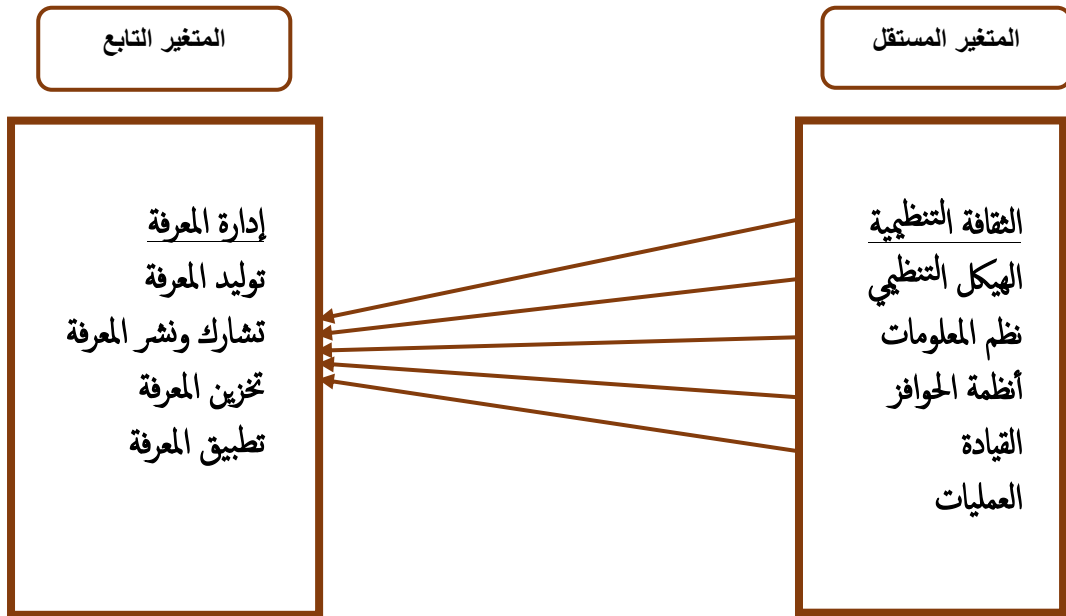 المتغير المستقل
المتغير التابع
الثقافة التنظيمية
الهيكل التنظيمي
نظم المعلومات
أنظمة الحوافز
القيادة
العمليات
إدارة المعرفة
توليد المعرفة
تشارك ونشر المعرفة
تخزين المعرفة
تطبيق المعرفة